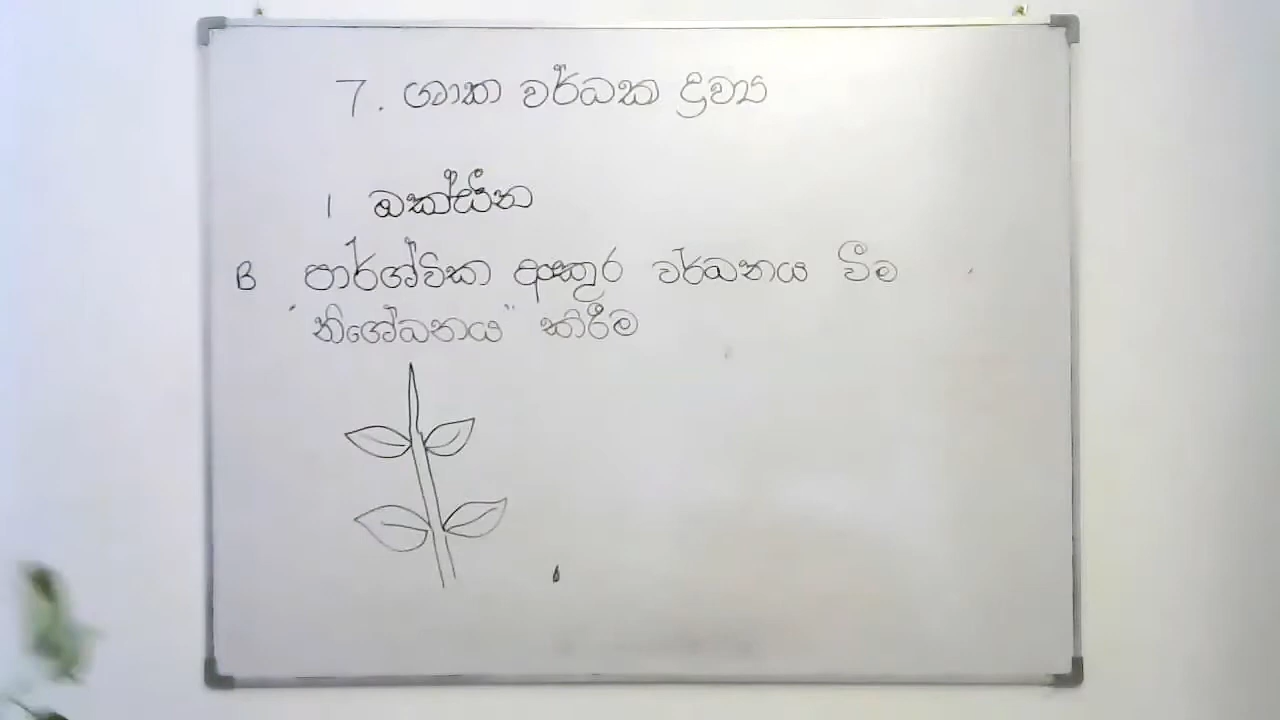 7. ශාක වර්ධක ද්‍රව්‍ය
1 ඔක්සීන
B පාර්ශ්වික අංකුර වර්ධනය වීම
"නිශේධනය" කිරීම